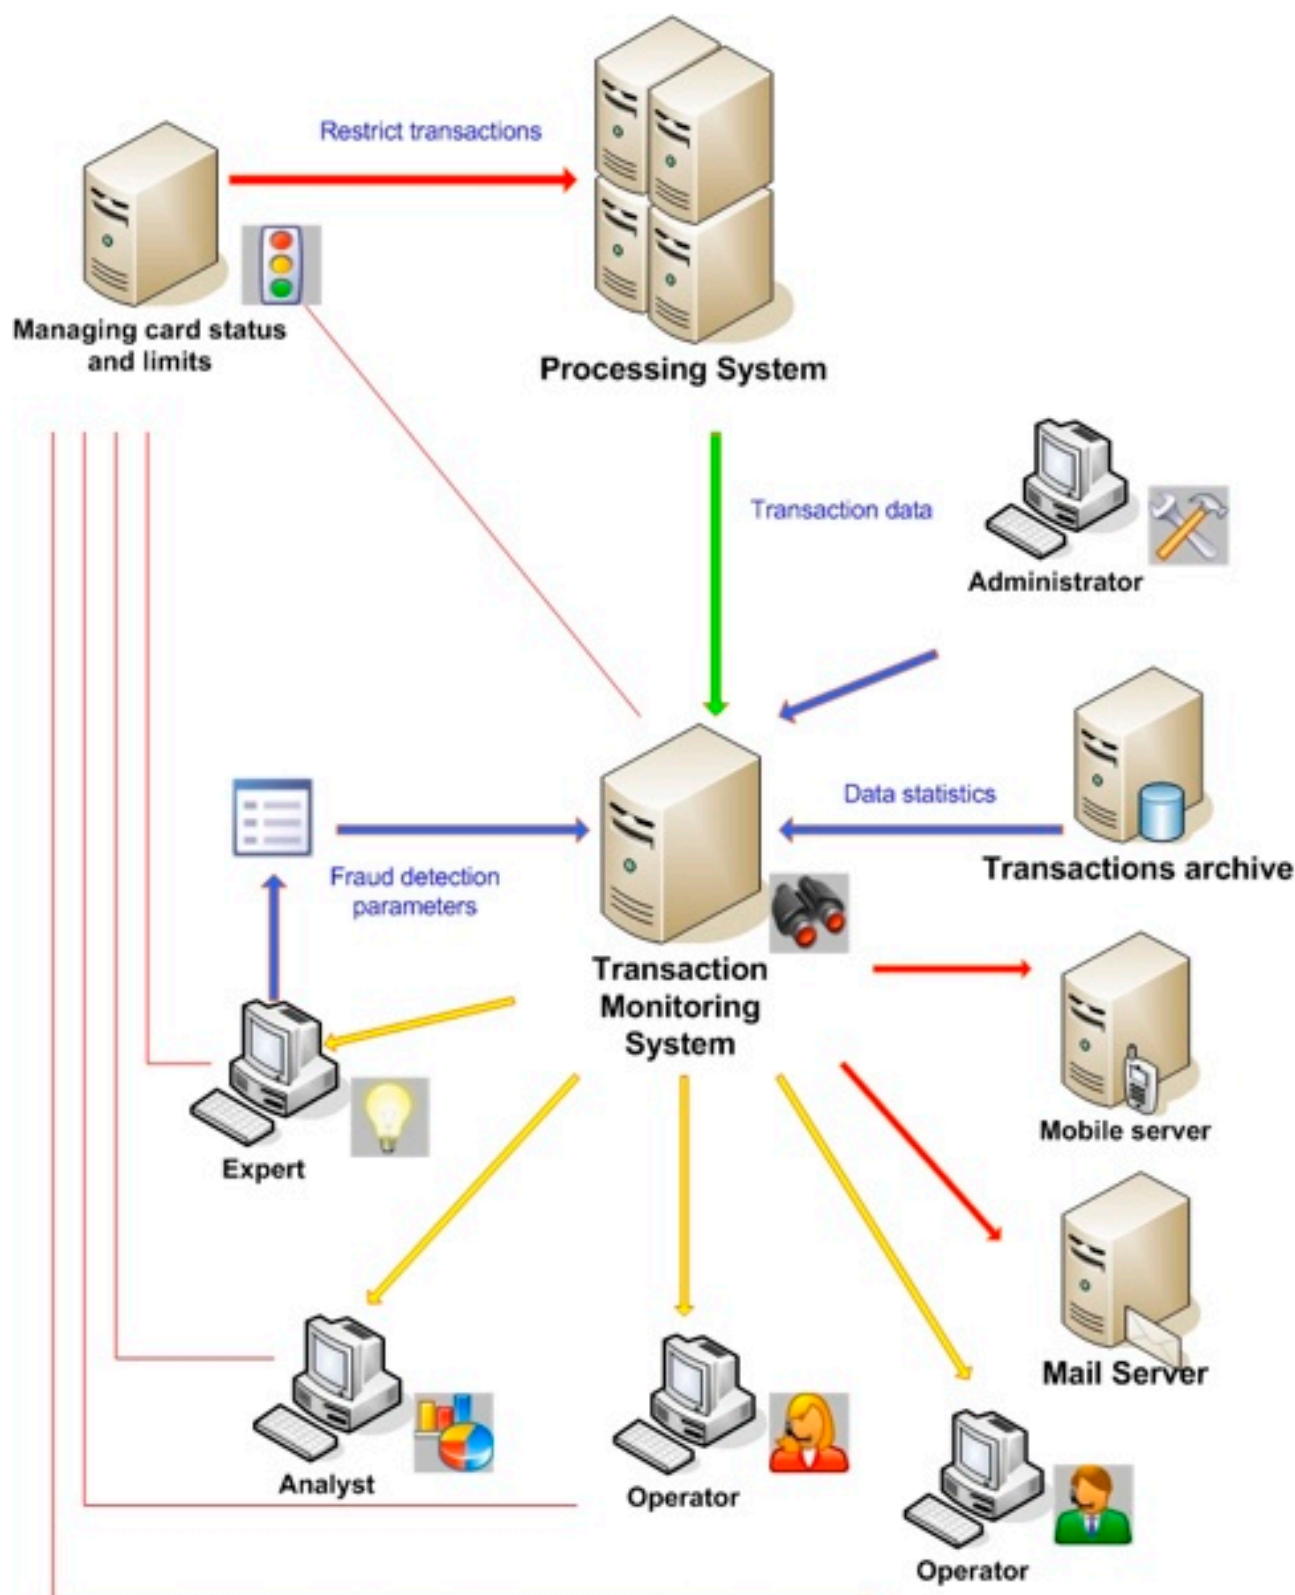 Restrict transactions
Managing card status
and limits
Processing System
Transaction data
Administrator
Data statistics
Transactions archive
Fraud detection
parameters
Transaction
Monitoring
System
Mobile server
Expert
Mail Server
Analyst
Operator
Operator